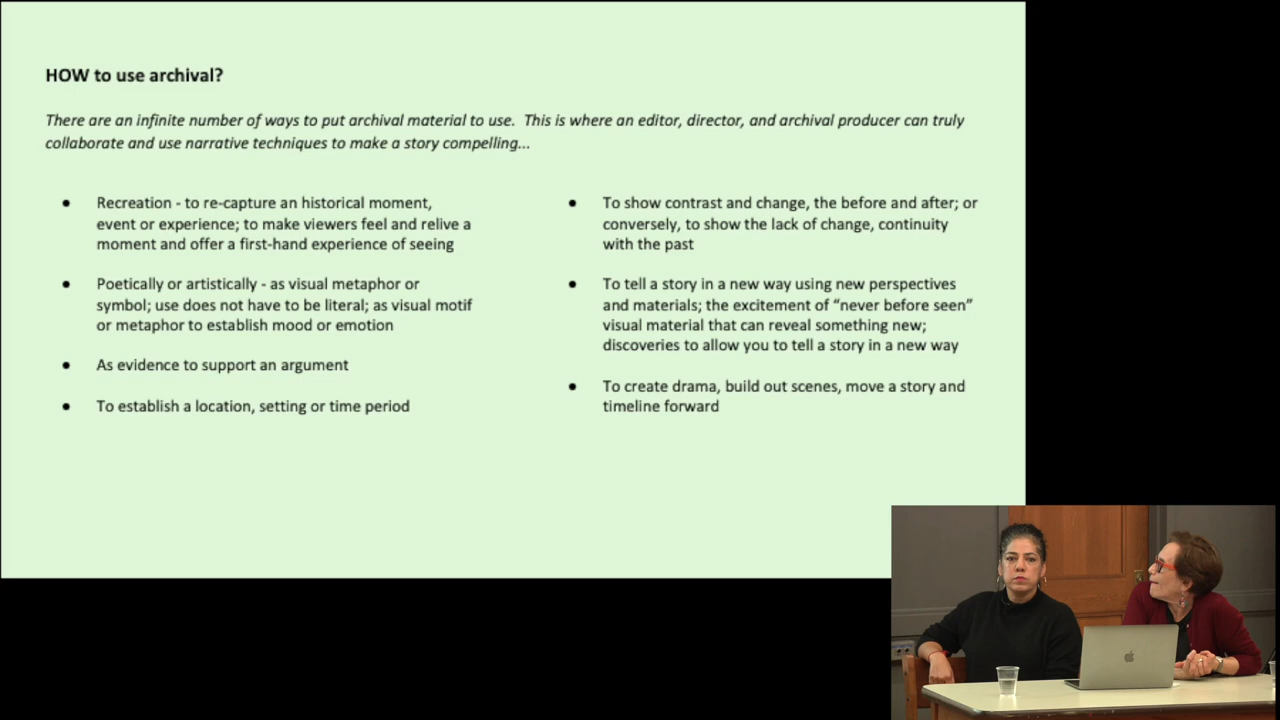 HOW to use archival?
There are an infinite number of ways to put archival material to use.  This is where an editor, director, and archival producer can truly
collaborate and use narrative techniques to make a story compelling...
● Recreation - to re-capture an historical moment,
event or experience; to make viewers feel and relive a
moment and offer a first-hand experience of seeing
● Poetically or artistically - as visual metaphor or
symbol; use does not have to be literal; as visual motif
or metaphor to establish mood or emotion
● As evidence to support an argument
● To establish a location, setting or time period
● To show contrast and change, the before and after; or
conversely, to show the lack of change, continuity
with the past
● To tell a story in a new way using new perspectives
and materials; the excitement of “never before seen”
visual material that can reveal something new;
discoveries to allow you to tell a story in a new way
● To create drama, build out scenes, move a story and
timeline forward